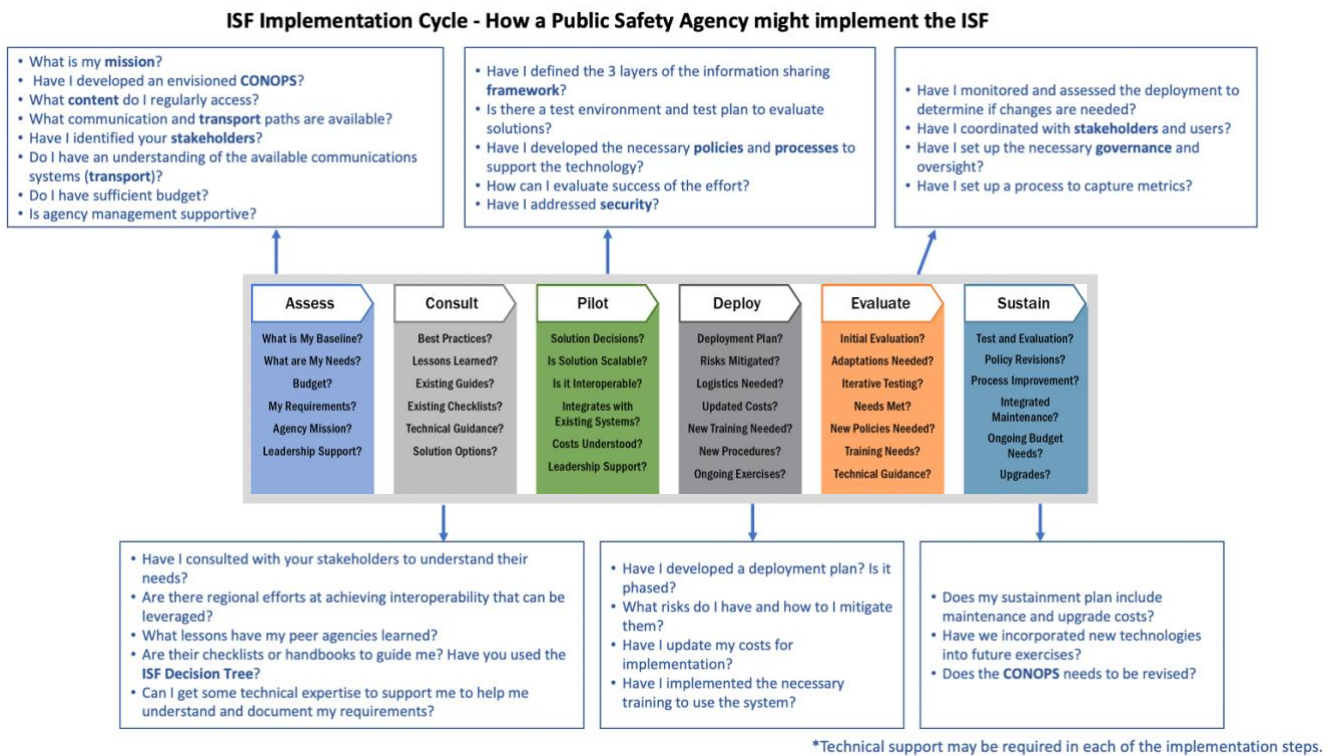 ISF Implementation Cycle - How a Public Safety Agency might implement the ISF
• What is my mission?
• Have I developed an envisioned CONOPS?
• What content do I regularly access?
• What communication and transport paths are available?
• Have I identified your stakeholders?
• Do I have an understanding of the available communications
systems (transport)?
• Do I have sufficient budget?
• Is agency management supportive?
• Have I defined the 3 layers of the information sharing
framework?
• Is there a test environment and test plan to evaluate
solutions?
• Have I developed the necessary policies and processes to
support the technology?
• How can I evaluate success of the effort?
• Have I addressed security?
• Have I monitored and assessed the deployment to
determine if changes are needed?
• Have I coordinated with stakeholders and users?
• Have I set up the necessary governance and
oversight?
• Have I set up a process to capture metrics?
Assess
What is My Baseline?
What are My Needs?
Budget?
My Requirements?
Agency Mission?
Leadership Support?
Consult
Best Practices?
Lessons Learned?
Existing Guides?
Existing Checklists?
Technical Guidance?
Solution Options?
Pilot
Solution Decisions?
Is Solution Scalable?
Is it Interoperable?
Integrates with
Existing Systems?
Costs Understood?
Leadership Support?
Deploy
Deployment Plan?
Risks Mitigated?
Logistics Needed?
Updated Costs?
New Training Needed?
New Procedures?
Ongoing Exercises?
Evaluate
Initial Evaluation?
Adaptations Needed?
Iterative Testing?
Needs Met?
New Policies Needed?
Training Needs?
Technical Guidance?
Sustain
Test and Evaluation?
Policy Revisions?
Process Improvement?
Integrated
Maintenance?
Ongoing Budget
Needs?
Upgrades?
• Have I consulted with your stakeholders to understand their
needs?
• Are there regional efforts at achieving interoperability that can be
leveraged?
• What lessons have my peer agencies learned?
• Are their checklists or handbooks to guide me? Have you used the
ISF Decision Tree?
• Can I get some technical expertise to support me to help me
understand and document my requirements?
• Have I developed a deployment plan? Is it
phased?
• What risks do I have and how to I mitigate
them?
• Have I update my costs for
implementation?
• Have I implemented the necessary
training to use the system?
• Does my sustainment plan include
maintenance and upgrade costs?
• Have we incorporated new technologies
into future exercises?
• Does the CONOPS needs to be revised?
*Technical support may be required in each of the implementation steps.